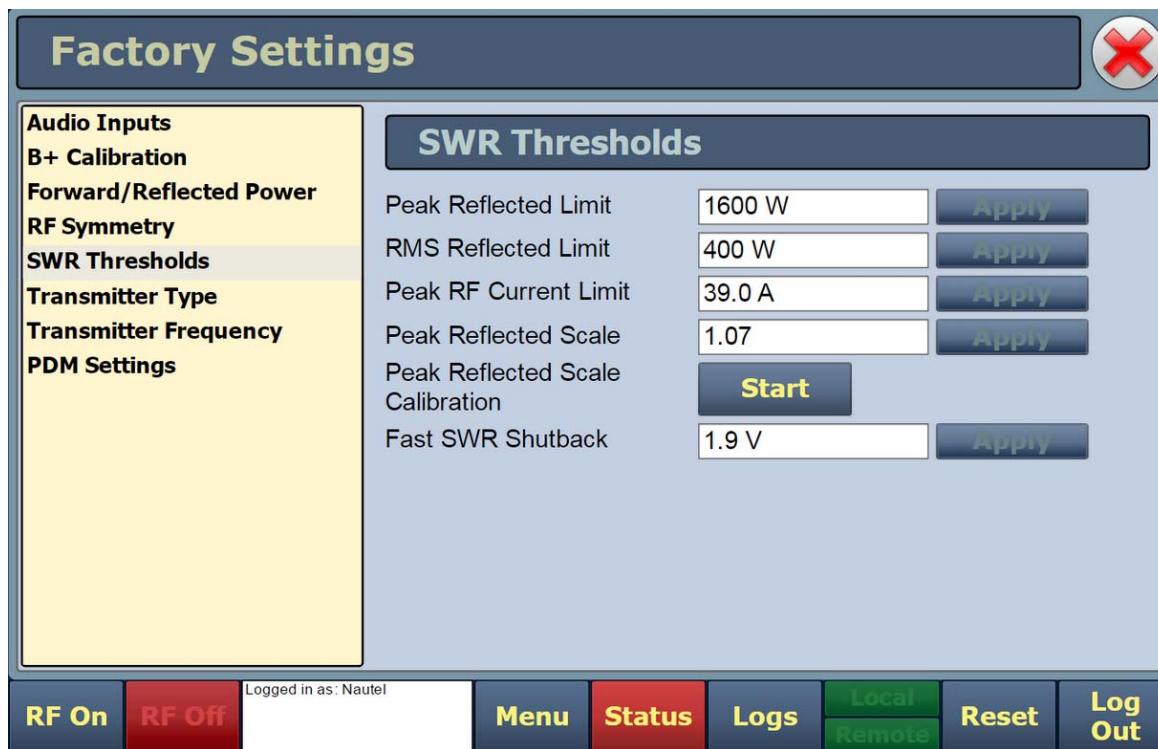 Factory Settings
Audio Inputs
B+ Calibration
Forward/Reflected Power
RF Symmetry
SWR Thresholds
Transmitter Type
Transmitter Frequency
PDM Settings
SWR Thresholds
Peak Reflected Limit 1600 W Apply
RMS Reflected Limit 400 W Apply
Peak RF Current Limit 39.0 A Apply
Peak Reflected Scale 1.07 Apply
Peak Reflected Scale
Calibration
Start
Fast SWR Shutback 1.9 V Apply
RF On RF Off Logged in as: Nautel Menu Status Logs Local Remote Reset Log Out